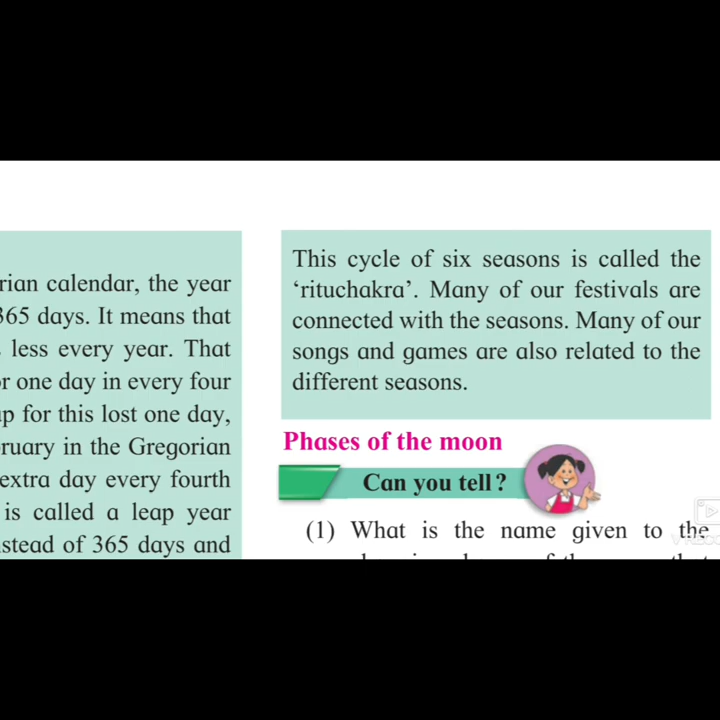 rian calendar, the year
365 days. It means that
less every year. That
or one day in every four
up for this lost one day,
bruary in the Gregorian
extra day every fourth
is called a leap year
nstead of 365 days and
This cycle of six seasons is called the
‘rituchakra’. Many of our festivals are
connected with the seasons. Many of our
songs and games are also related to the
different seasons.
Phases of the moon
Can you tell?
(1) What is the name given to the